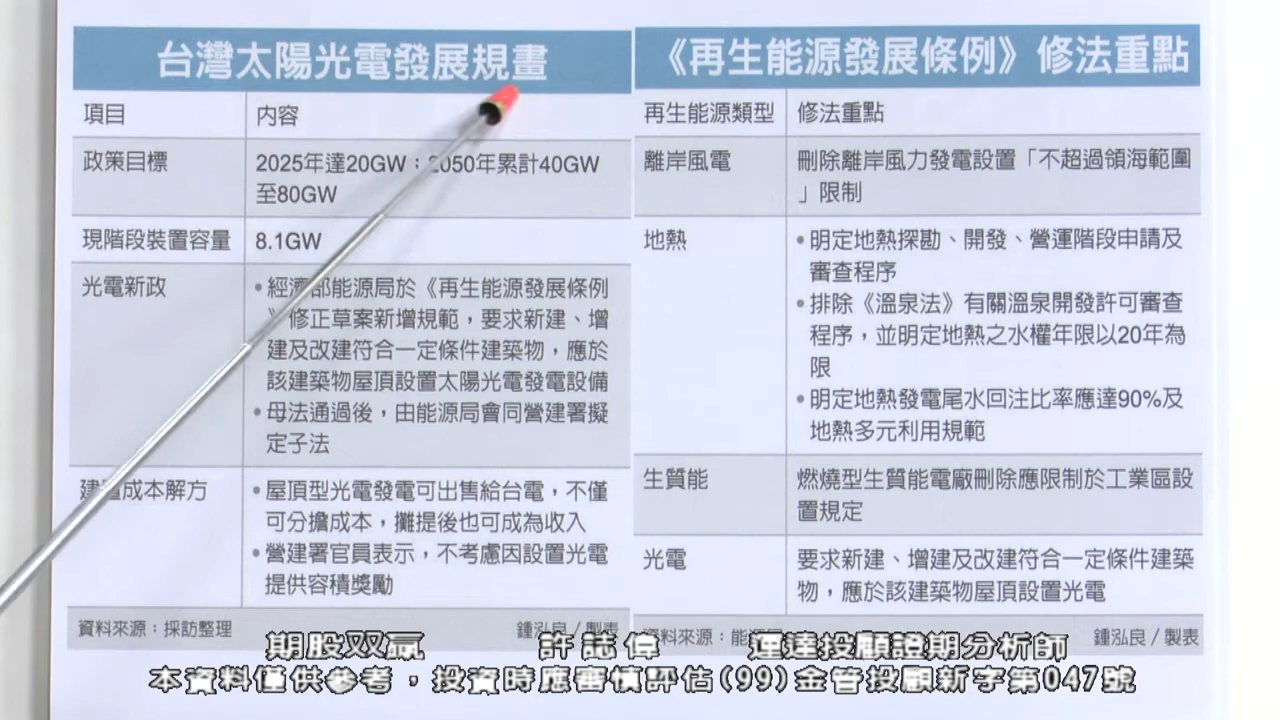 台灣太陽光電發展規畫
項目 內容
政策目標 2025年達20GW；2050年累計40GW
至80GW
現階段裝置容量 8.1GW
光電新政 •經濟部能源局於《再生能源發展條例
》修正草案新增規範，要求新建、增
建及改建符合一定條件建築物，應於
該建築物屋頂設置太陽光電發電設備
•母法通過後，由能源局會同營建署擬
定子法
建置成本解方 •屋頂型光電發電可出售給台電，不僅
可分擔成本，攤提後也可成為收入
•營建署官員表示，不考慮因設置光電
提供容積獎勵
資料來源：採訪整理 鍾泓良／製表
《再生能源發展條例》修法重點
再生能源類型 修法重點
離岸風電 刪除離岸風力發電設置「不超過領海範圍
」限制
地熱 •明定地熱探勘、開發、營運階段申請及
審查程序
•排除《溫泉法》有關溫泉開發許可審查
程序，並明定地熱之水權年限以20年為
限
•明定地熱發電尾水回注比率應達90%及
地熱多元利用規範
生質能 燃燒型生質能電廠刪除應限制於工業區設
置規定
光電 要求新建、增建及改建符合一定條件建築
物，應於該建築物屋頂設置光電
資料來源：能源局 鍾泓良／製表
期股双贏 許誌偉 運達投顧證期分析師
本資料僅供參考，投資時應審慎評估(99)金管投顧新字第047號